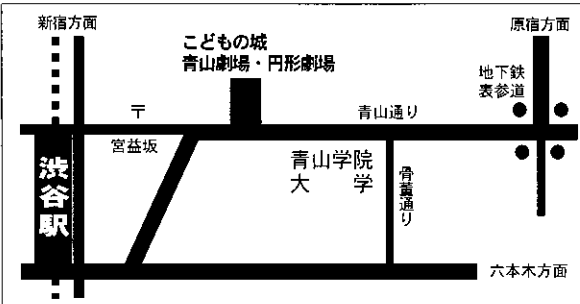 新宿方面
原宿方面
こどもの城
青山劇場・円形劇場
地下鉄
表参道
〒
青山通り
宮益坂
渋谷駅
青山学院
大学
骨董通り
六本木方面